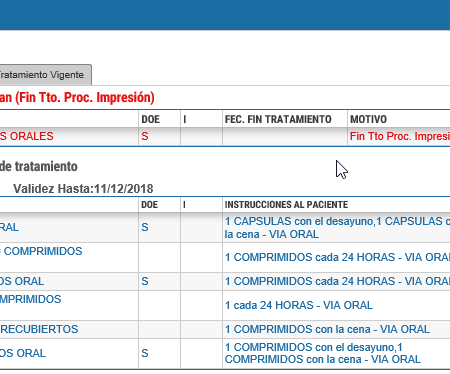 Tratamiento Vigente
an (Fin Tto. Proc. Impresión)
DOE I FEC. FIN TRATAMIENTO MOTIVO
S ORALES S Fin Tto Proc. Impresi
de tratamiento
Validez Hasta:11/12/2018
DOE I INSTRUCCIONES AL PACIENTE
RAL S 1 CAPSULAS con el desayuno,1 CAPSULAS c
la cena - VIA ORAL
COMPRIMIDOS 1 COMPRIMIDOS cada 24 HORAS - VIA ORA
OS ORAL S 1 COMPRIMIDOS cada 24 HORAS - VIA ORA
MPRIMIDOS 1 cada 24 HORAS - VIA ORAL
RECUBIERTOS 1 COMPRIMIDOS con la cena - VIA ORAL
OS ORAL S 1 COMPRIMIDOS con el desayuno,1
COMPRIMIDOS con la cena - VIA ORAL